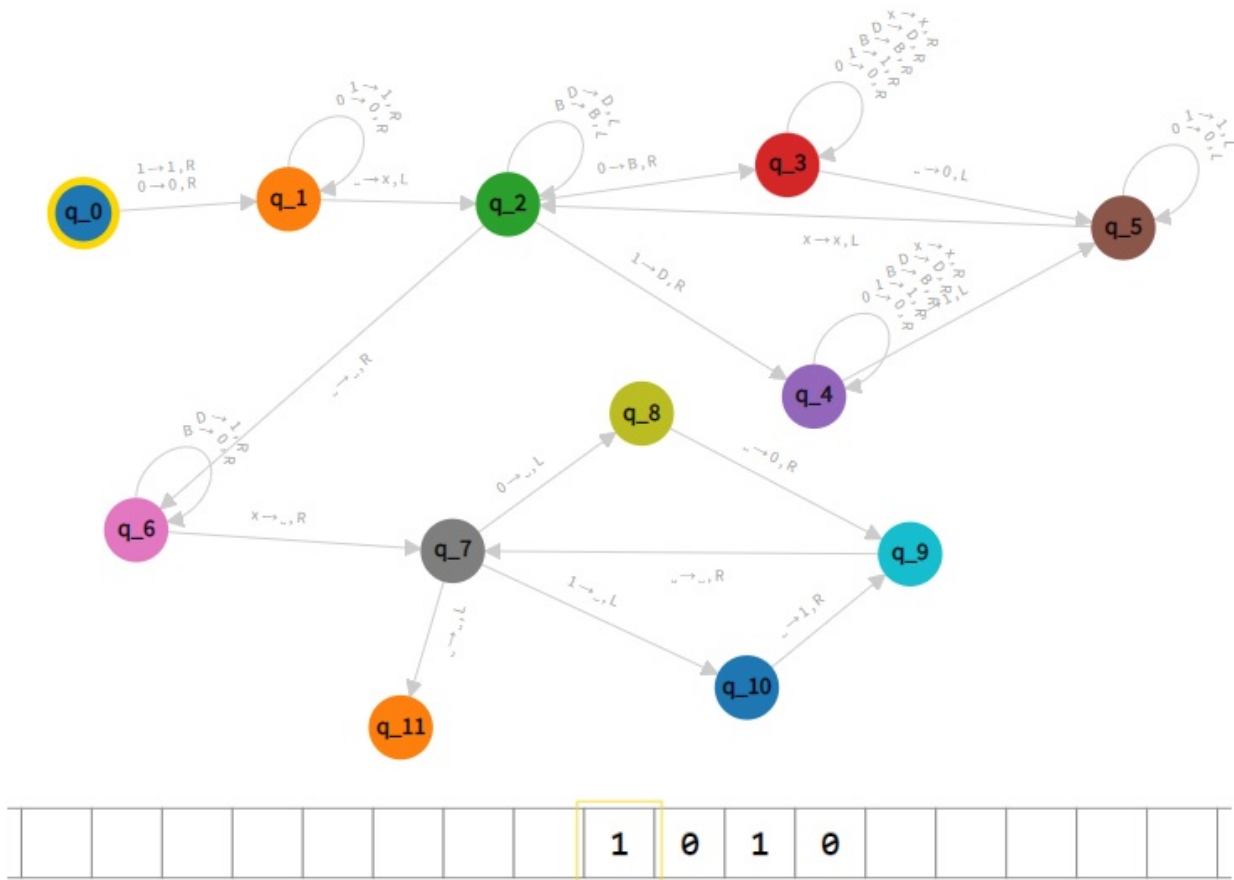 x→x,R
D→D,R
B→B,R
1→1,R
0→0,R
q_3
1→1,R
0→0,R
q_1
D→D,L
B→B,L
q_2
1→1,L
0→0,L
q_5
1→1,R
0→0,R
q_0
␣→x,L
0→B,R
␣→0,L
x→x,L
1→D,R
x→x,R
D→D,R
B→B,R
1→1,R
0→0,R
q_4
␣→1,L
␣→␣,R
q_8
D→1,R
B→0,R
q_6
0→␣,L
␣→0,R
x→␣,R
q_7
q_9
␣→␣,R
1→␣,L
␣→1,R
␣→␣,L
q_10
q_11
1 0 1 0